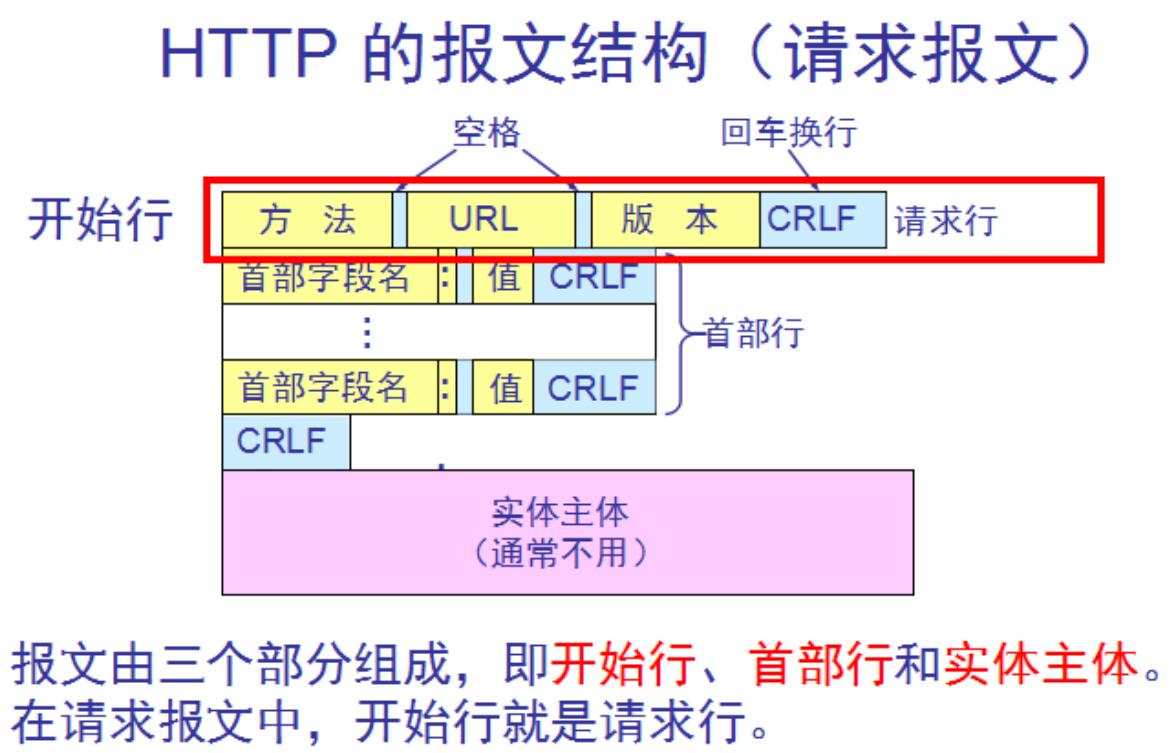 HTTP 的报文结构（请求报文）
空格 回车换行
开始行 方 法 URL 版 本 CRLF 请求行
首部字段名 : 值 CRLF
⋮ 首部行
首部字段名 : 值 CRLF
CRLF
实体主体
（通常不用）
报文由三个部分组成，即开始行、首部行和实体主体。
在请求报文中，开始行就是请求行。